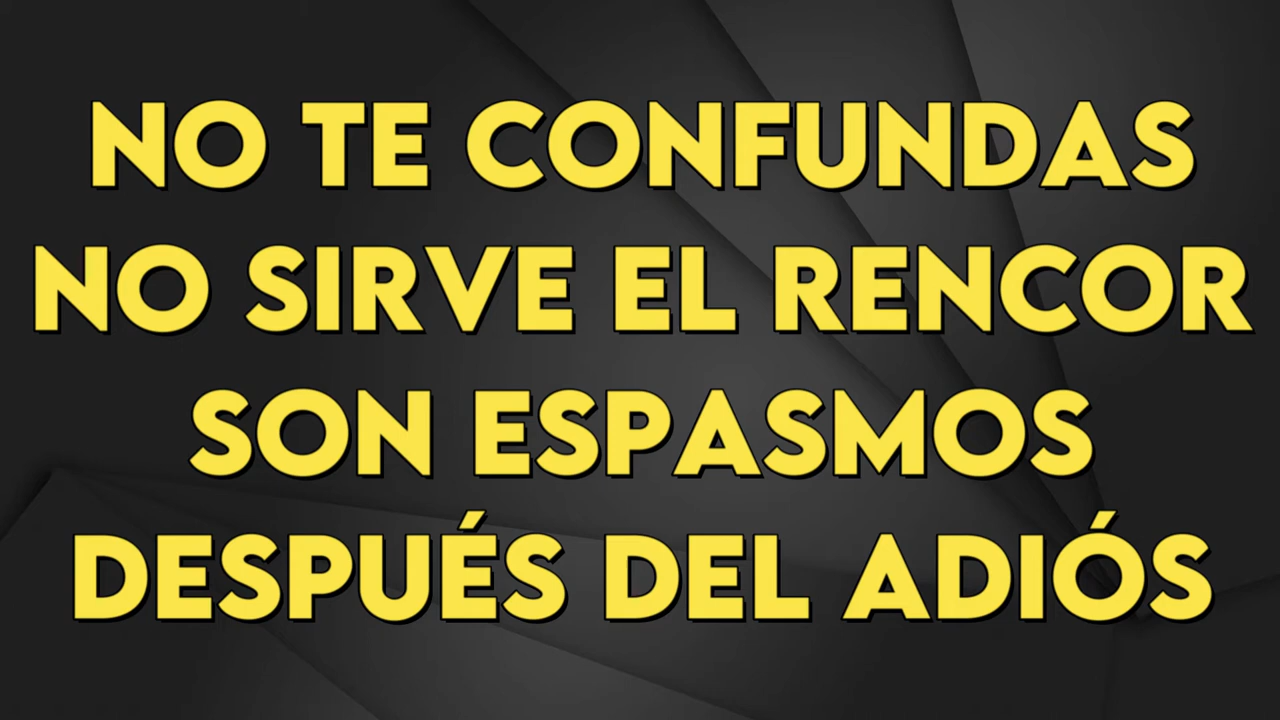 NO TE CONFUNDAS
NO SIRVE EL RENCOR
SON ESPASMOS
DESPUÉS DEL ADIÓS